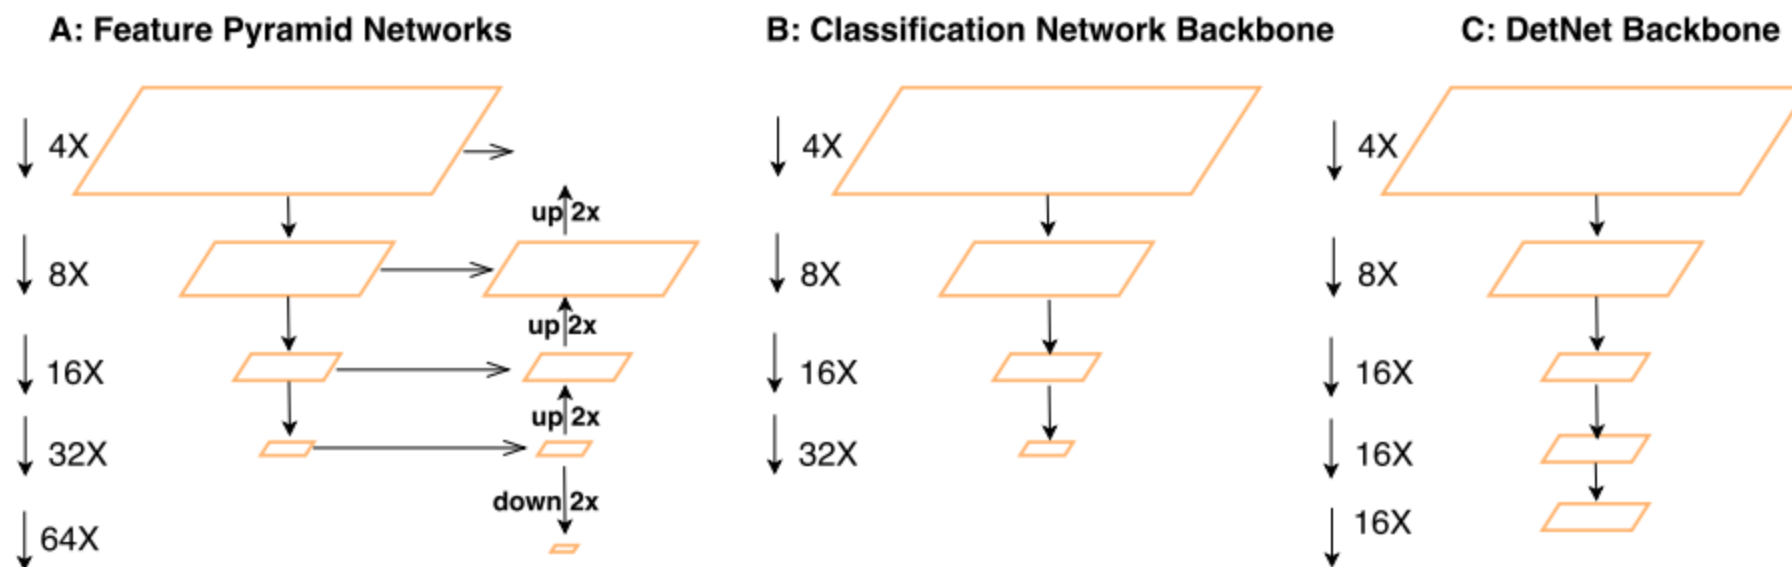 A: Feature Pyramid Networks
4X
up 2x
8X
up 2x
16X
up 2x
32X
down 2x
64X
B: Classification Network Backbone
4X
8X
16X
32X
C: DetNet Backbone
4X
8X
16X
16X
16X